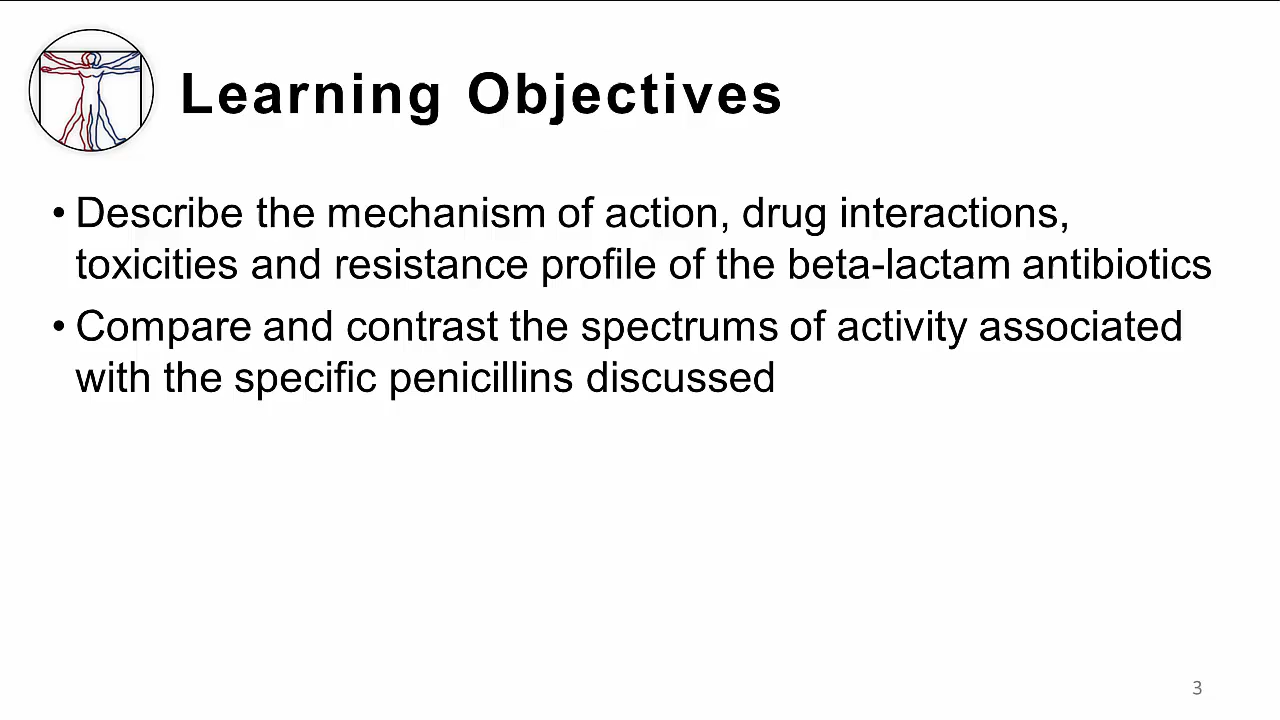 Learning Objectives
• Describe the mechanism of action, drug interactions,
toxicities and resistance profile of the beta-lactam antibiotics
• Compare and contrast the spectrums of activity associated
with the specific penicillins discussed
3